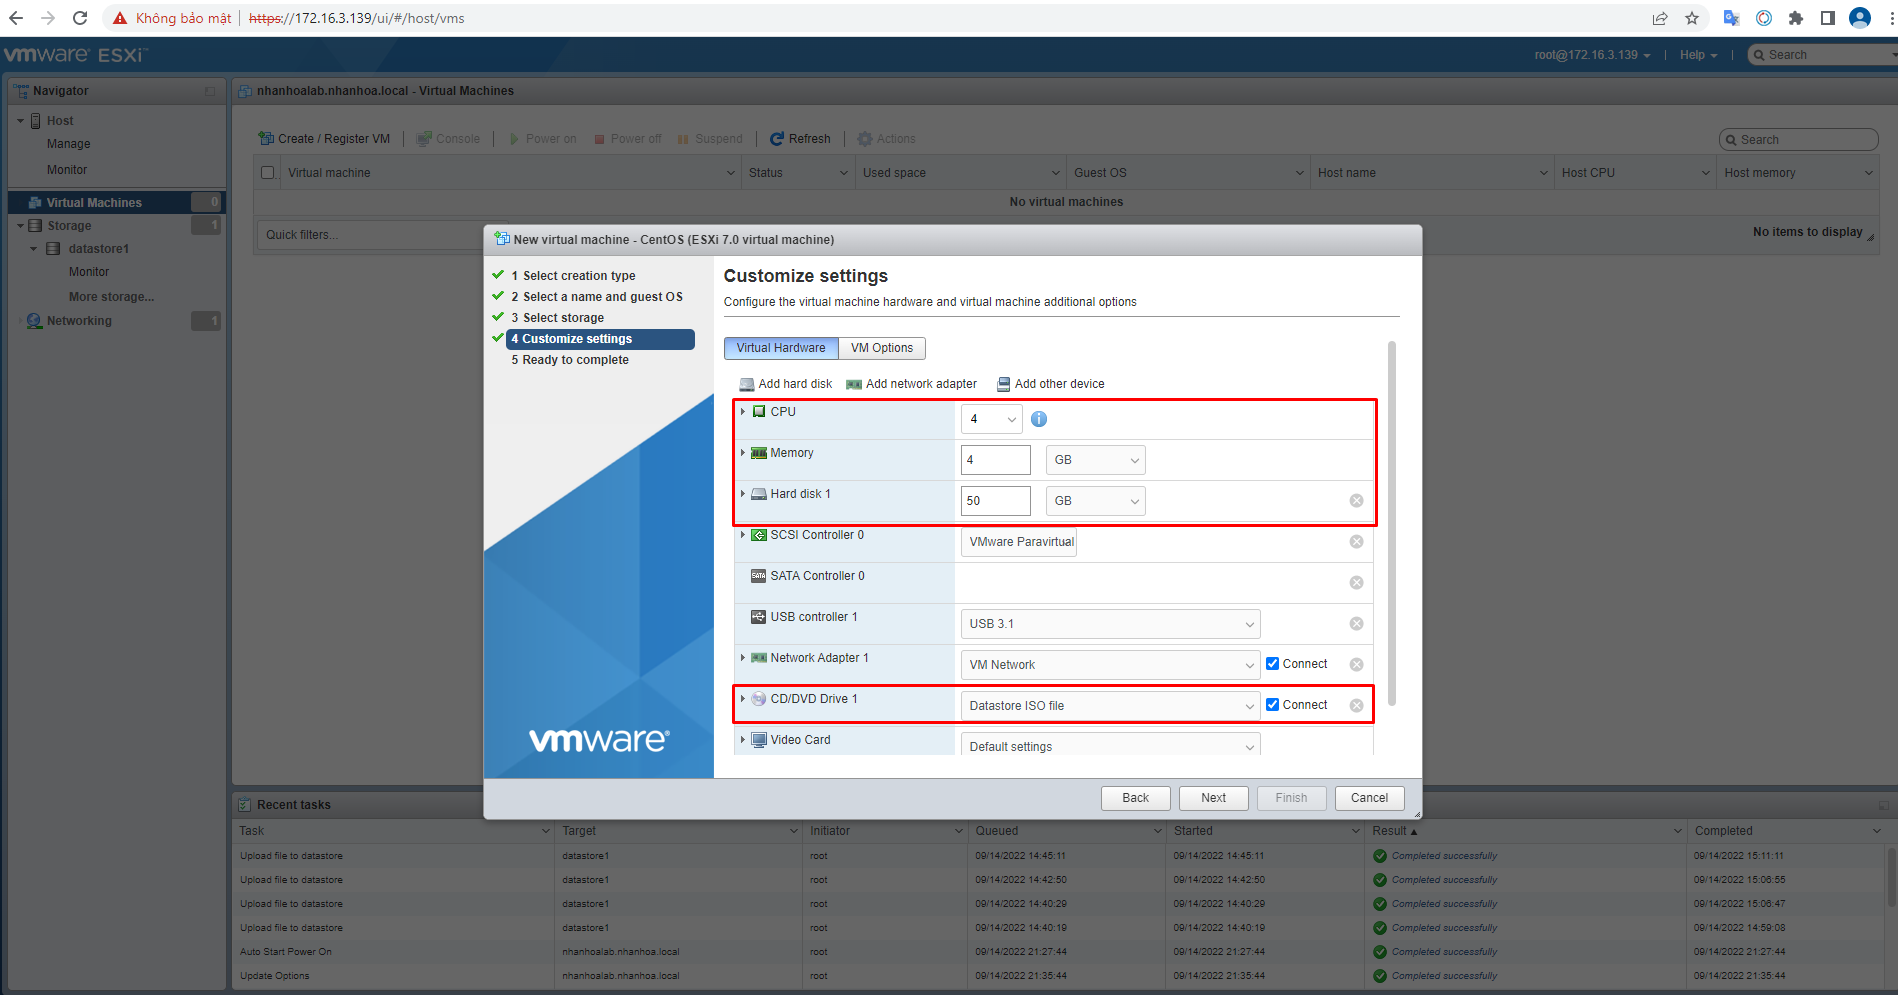 Không bảo mật | https://172.16.3.139/ui/#/host/vms
vmware ESXi™
root@172.16.3.139 | Help | Search
Navigator
Host
Manage
Monitor
Virtual Machines 0
Storage 1
datastore1
Monitor
More storage...
Networking 1
nhanhoalab.nhanhoa.local - Virtual Machines
Create / Register VM | Console | Power on Power off Suspend | Refresh | Actions
Search
Virtual machine Status Used space Guest OS Host name Host CPU Host memory
No virtual machines
Quick filters...
No items to display
New virtual machine - CentOS (ESXi 7.0 virtual machine)
1 Select creation type
2 Select a name and guest OS
3 Select storage
4 Customize settings
5 Ready to complete
vmware®
Customize settings
Configure the virtual machine hardware and virtual machine additional options
Virtual Hardware VM Options
Add hard disk Add network adapter Add other device
CPU 4
Memory 4 GB
Hard disk 1 50 GB
SCSI Controller 0 VMware Paravirtual
SATA Controller 0
USB controller 1 USB 3.1
Network Adapter 1 VM Network Connect
CD/DVD Drive 1 Datastore ISO file Connect
Video Card Default settings
Back Next Finish Cancel
Recent tasks
Task Target Initiator Queued Started Result ▲ Completed
Upload file to datastore datastore1 root 09/14/2022 14:45:11 09/14/2022 14:45:11 Completed successfully 09/14/2022 15:11:11
Upload file to datastore datastore1 root 09/14/2022 14:42:50 09/14/2022 14:42:50 Completed successfully 09/14/2022 15:06:55
Upload file to datastore datastore1 root 09/14/2022 14:40:29 09/14/2022 14:40:29 Completed successfully 09/14/2022 15:06:47
Upload file to datastore datastore1 root 09/14/2022 14:40:19 09/14/2022 14:40:19 Completed successfully 09/14/2022 14:59:08
Auto Start Power On nhanhoalab.nhanhoa.local root 09/14/2022 21:27:44 09/14/2022 21:27:44 Completed successfully 09/14/2022 21:27:44
Update Options nhanhoalab.nhanhoa.local root 09/14/2022 21:35:44 09/14/2022 21:35:44 Completed successfully 09/14/2022 21:35:44